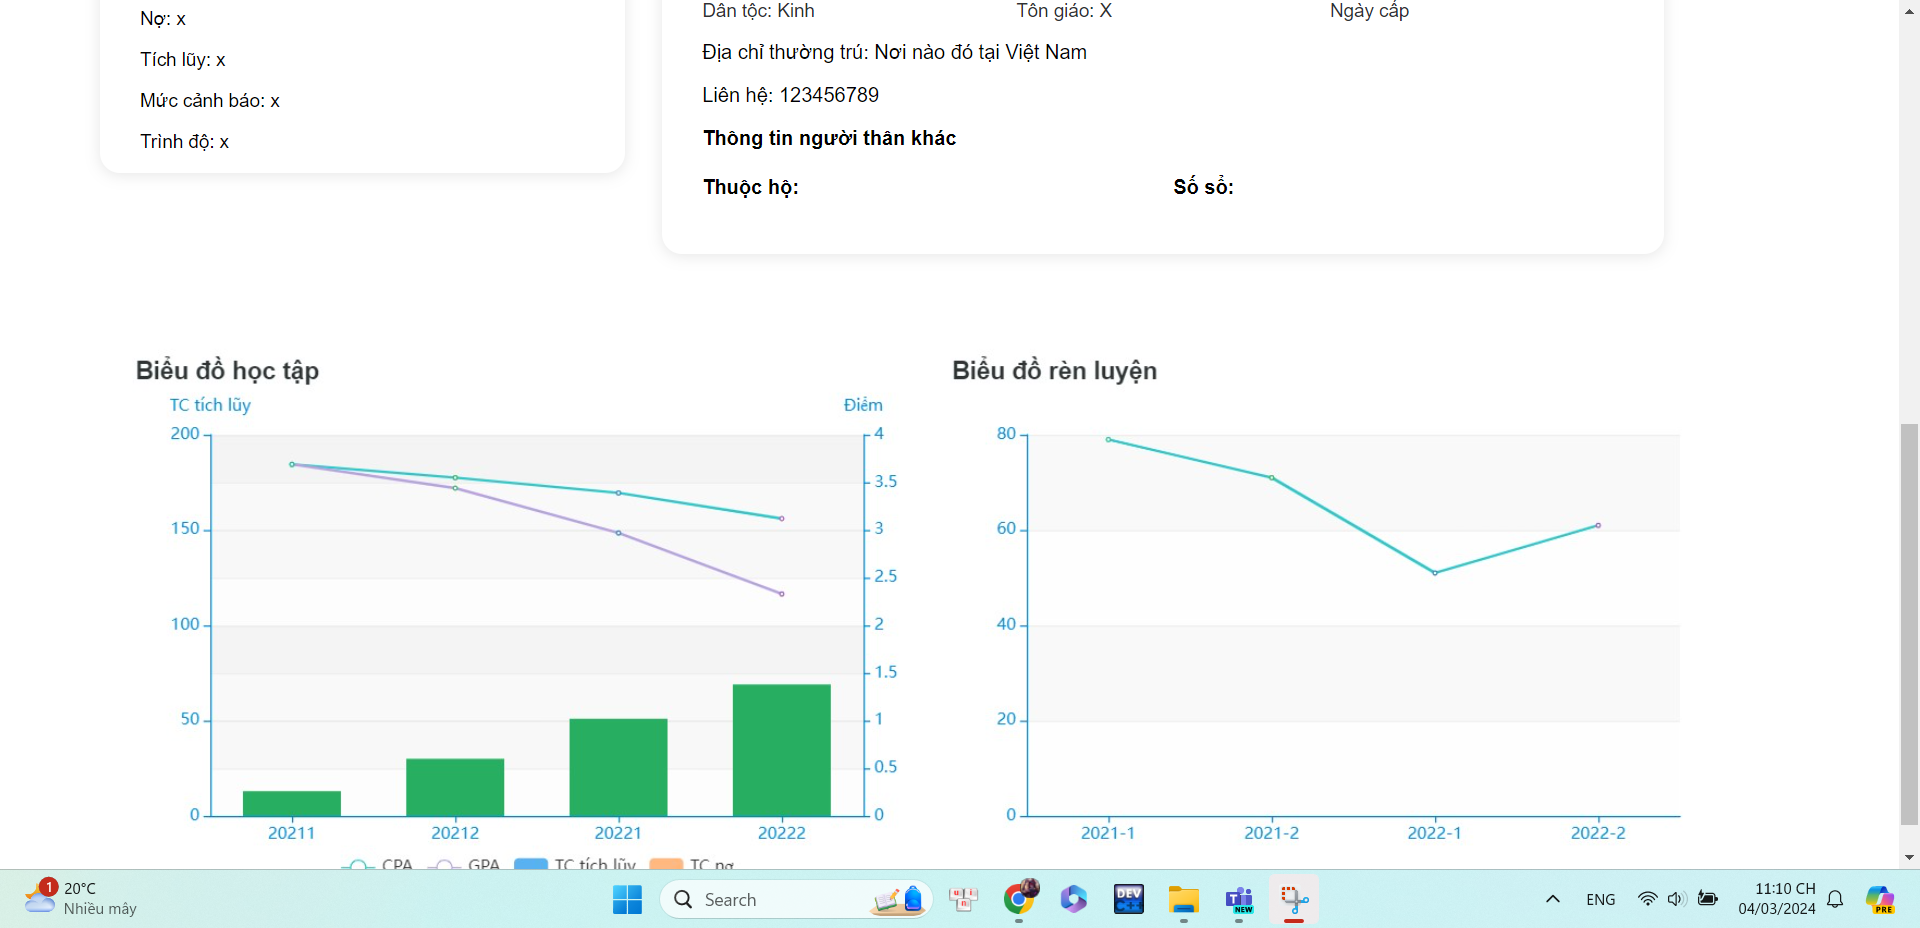 Nợ: x
Tích lũy: x
Mức cảnh báo: x
Trình độ: x
Dân tộc: Kinh Tôn giáo: X Ngày cấp
Địa chỉ thường trú: Nơi nào đó tại Việt Nam
Liên hệ: 123456789
Thông tin người thân khác
Thuộc hộ: Số sổ:
Biểu đồ học tập
TC tích lũy Điểm
200 4
3.5
150 3
2.5
100 2
1.5
50 1
0.5
0 0
20211 20212 20221 20222
CPA GPA TC tích lũy TC nợ
Biểu đồ rèn luyện
80
60
40
20
0
2021-1 2021-2 2022-1 2022-2
1
20°C
Nhiều mây
Search
DEV
C++
NEW
ENG
11:10 CH
04/03/2024
PRE